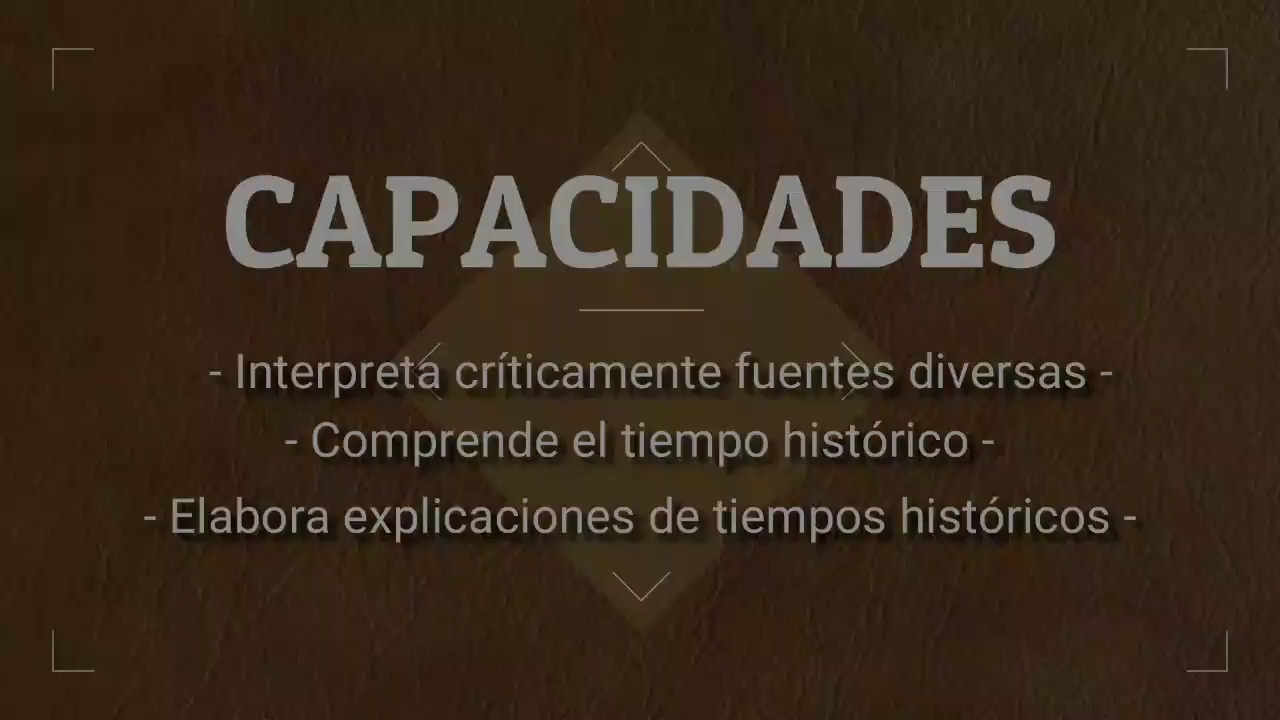 CAPACIDADES
- Interpreta críticamente fuentes diversas -
- Comprende el tiempo histórico -
- Elabora explicaciones de tiempos históricos -